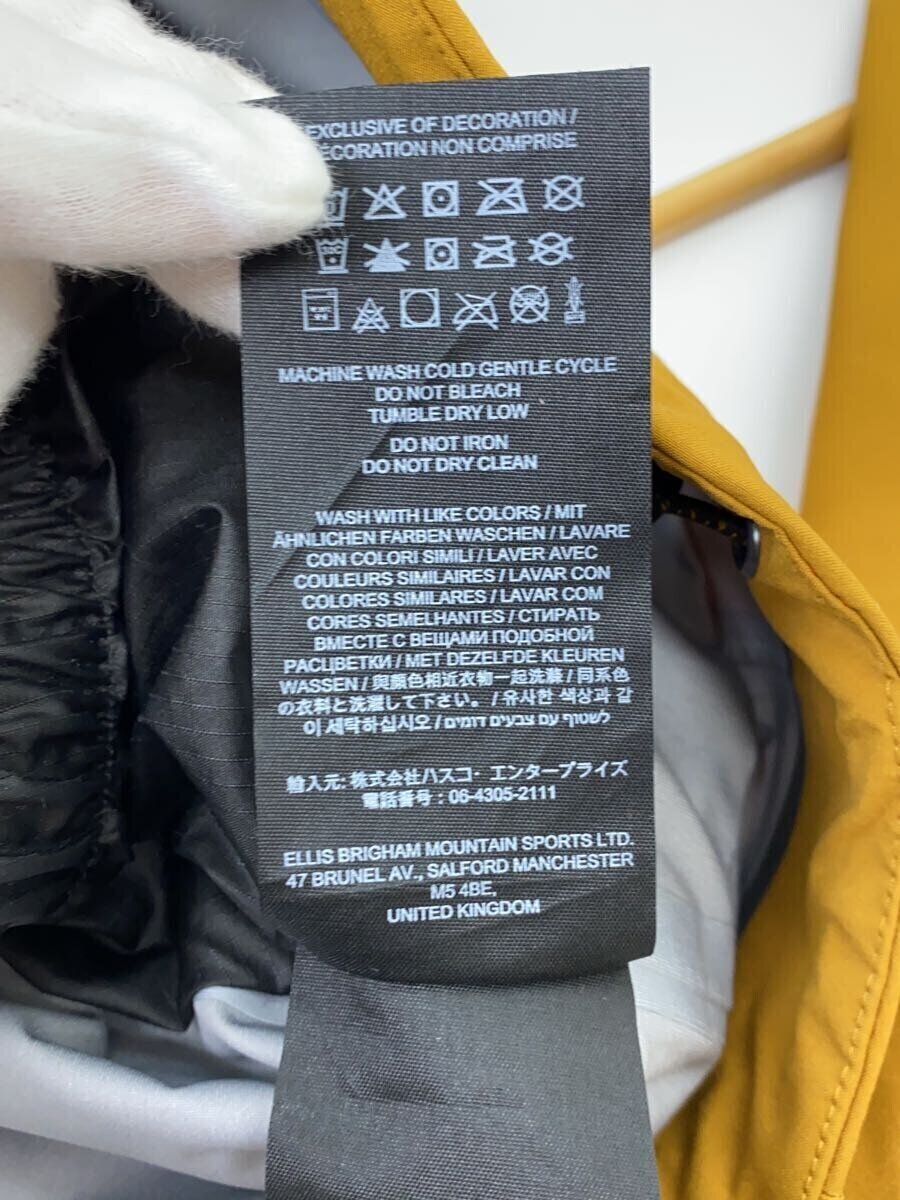 EXCLUSIVE OF DECORATION /
DÉCORATION NON COMPRISE
MACHINE WASH COLD GENTLE CYCLE
DO NOT BLEACH
TUMBLE DRY LOW
DO NOT IRON
DO NOT DRY CLEAN
WASH WITH LIKE COLORS / MIT
ÄHNLICHEN FARBEN WASCHEN / LAVARE
CON COLORI SIMILI / LAVER AVEC
COULEURS SIMILAIRES / LAVAR CON
COLORES SIMILARES / LAVAR COM
CORES SEMELHANTES / СТИРАТЬ
ВМЕСТЕ С ВЕЩАМИ ПОДОБНОЙ
РАСЦВЕТКИ / MET DEZELFDE KLEUREN
WASSEN / 與顏色相近衣物一起洗滌 / 同系色
の衣料と洗濯して下さい。 / 유사한 색상과 같
이 세탁하십시오 / לשטוף עם צבעים דומים
輸入元: 株式会社ハスコ・エンタープライズ
電話番号 : 06-4305-2111
ELLIS BRIGHAM MOUNTAIN SPORTS LTD.
47 BRUNEL AV., SALFORD MANCHESTER
M5 4BE,
UNITED KINGDOM